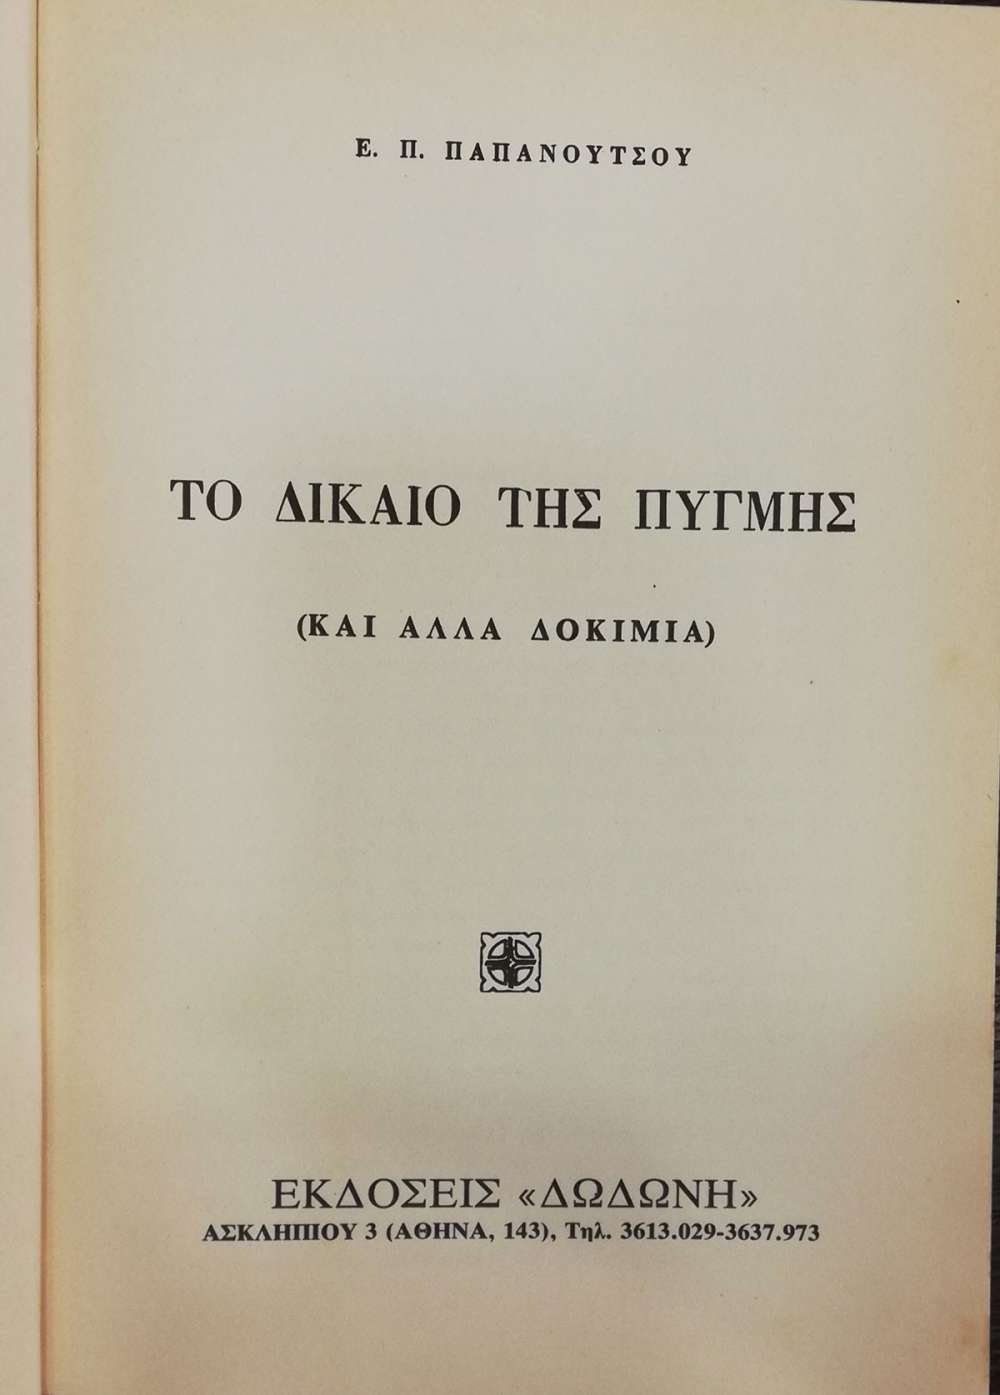 Ε. Π. ΠΑΠΑΝΟΥΤΣΟΥ
ΤΟ ΔΙΚΑΙΟ ΤΗΣ ΠΥΓΜΗΣ
(ΚΑΙ ΑΛΛΑ ΔΟΚΙΜΙΑ)
ΕΚΔΟΣΕΙΣ «ΔΩΔΩΝΗ»
ΑΣΚΛΗΠΙΟΥ 3 (ΑΘΗΝΑ, 143), Τηλ. 3613.029-3637.973